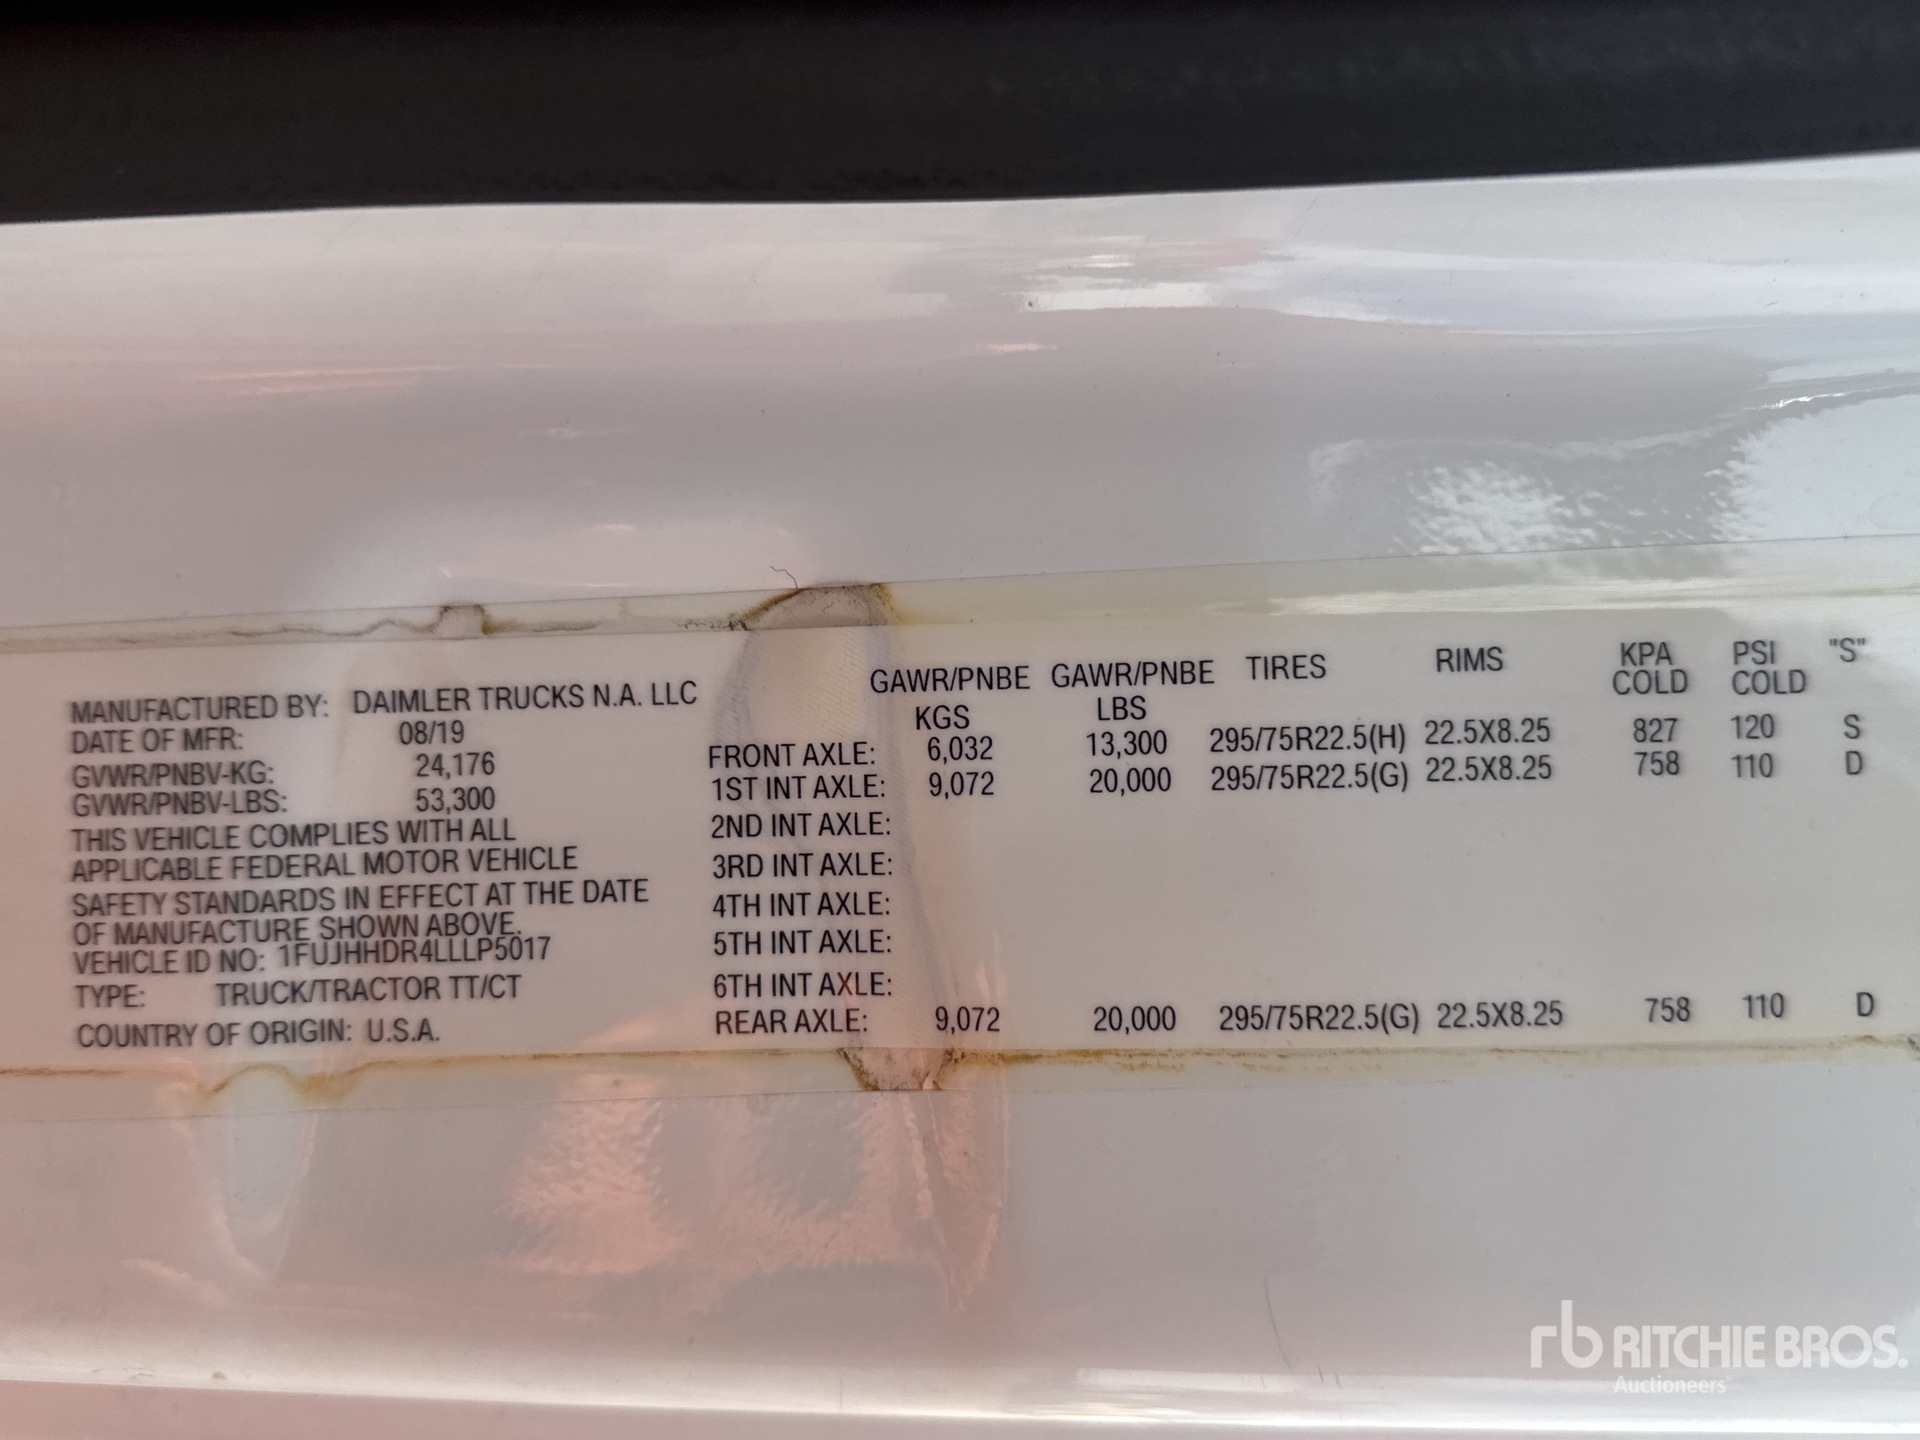 MANUFACTURED BY: DAIMLER TRUCKS N.A. LLC
DATE OF MFR: 08/19
GVWR/PNBV-KG: 24,176
GVWR/PNBV-LBS: 53,300
THIS VEHICLE COMPLIES WITH ALL
APPLICABLE FEDERAL MOTOR VEHICLE
SAFETY STANDARDS IN EFFECT AT THE DATE
OF MANUFACTURE SHOWN ABOVE.
VEHICLE ID NO: 1FUJHHDR4LLLP5017
TYPE: TRUCK/TRACTOR TT/CT
COUNTRY OF ORIGIN: U.S.A.
GAWR/PNBE GAWR/PNBE TIRES RIMS KPA PSI "S"
KGS LBS COLD COLD
FRONT AXLE: 6,032 13,300 295/75R22.5(H) 22.5X8.25 827 120 S
1ST INT AXLE: 9,072 20,000 295/75R22.5(G) 22.5X8.25 758 110 D
2ND INT AXLE:
3RD INT AXLE:
4TH INT AXLE:
5TH INT AXLE:
6TH INT AXLE:
REAR AXLE: 9,072 20,000 295/75R22.5(G) 22.5X8.25 758 110 D
rb RITCHIE BROS.
Auctioneers